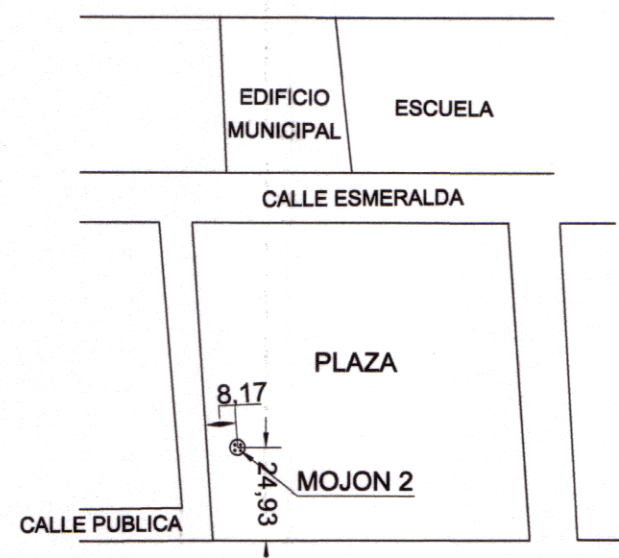 EDIFICIO
MUNICIPAL
ESCUELA
CALLE ESMERALDA
PLAZA
8,17
24,93
MOJON 2
CALLE PUBLICA